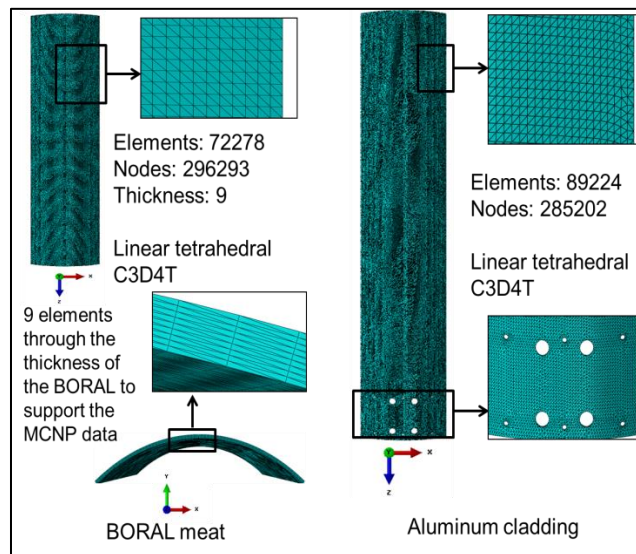 Elements: 72278
Nodes: 296293
Thickness: 9
Linear tetrahedral
C3D4T
9 elements
through the
thickness of
the BORAL to
support the
MCNP data
Y
X
Z
Y
X
Z
BORAL meat
Elements: 89224
Nodes: 285202
Linear tetrahedral
C3D4T
Y
X
Z
Aluminum cladding